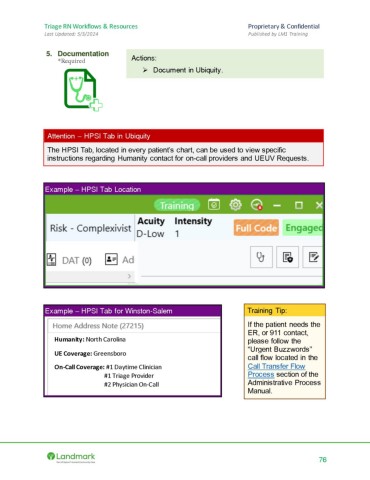 Triage RN Workflows & Resources Proprietary & Confidential
Last Updated: 5/3/2024 Published by LM1 Training
5. Documentation
*Required
Actions:
➢ Document in Ubiquity.
Attention – HPSI Tab in Ubiquity
The HPSI Tab, located in every patient's chart, can be used to view specific
instructions regarding Humanity contact for on-call providers and UEUV Requests.
Example – HPSI Tab Location
Training
Risk - Complexivist Acuity Intensity Full Code Engaged
D-Low 1
DAT (0) Ad
Example – HPSI Tab for Winston-Salem
Home Address Note (27215)
Humanity: North Carolina
UE Coverage: Greensboro
On-Call Coverage: #1 Daytime Clinician
#1 Triage Provider
#2 Physician On-Call
Training Tip:
If the patient needs the
ER, or 911 contact,
please follow the
"Urgent Buzzwords"
call flow located in the
Call Transfer Flow
Process section of the
Administrative Process
Manual.
Landmark
76